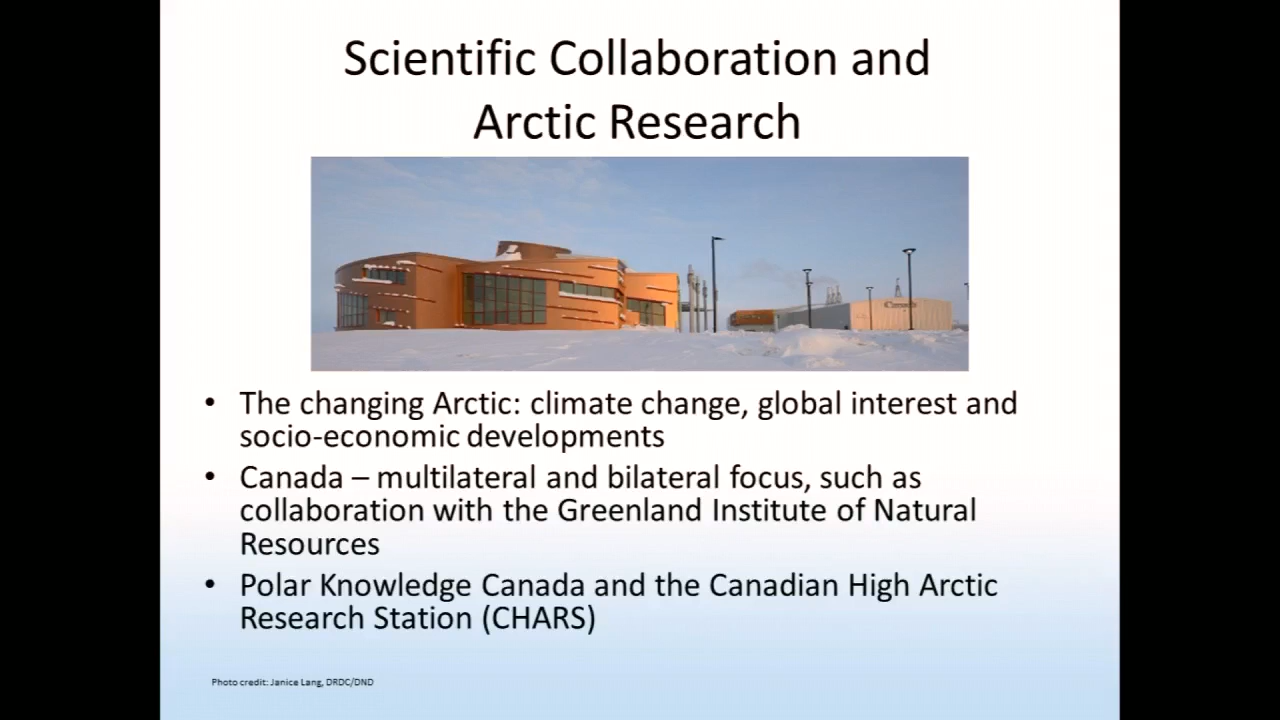 Scientific Collaboration and
Arctic Research
Canada
• The changing Arctic: climate change, global interest and
socio-economic developments
• Canada – multilateral and bilateral focus, such as
collaboration with the Greenland Institute of Natural
Resources
• Polar Knowledge Canada and the Canadian High Arctic
Research Station (CHARS)
Photo credit: Janice Lang, DRDC/DND